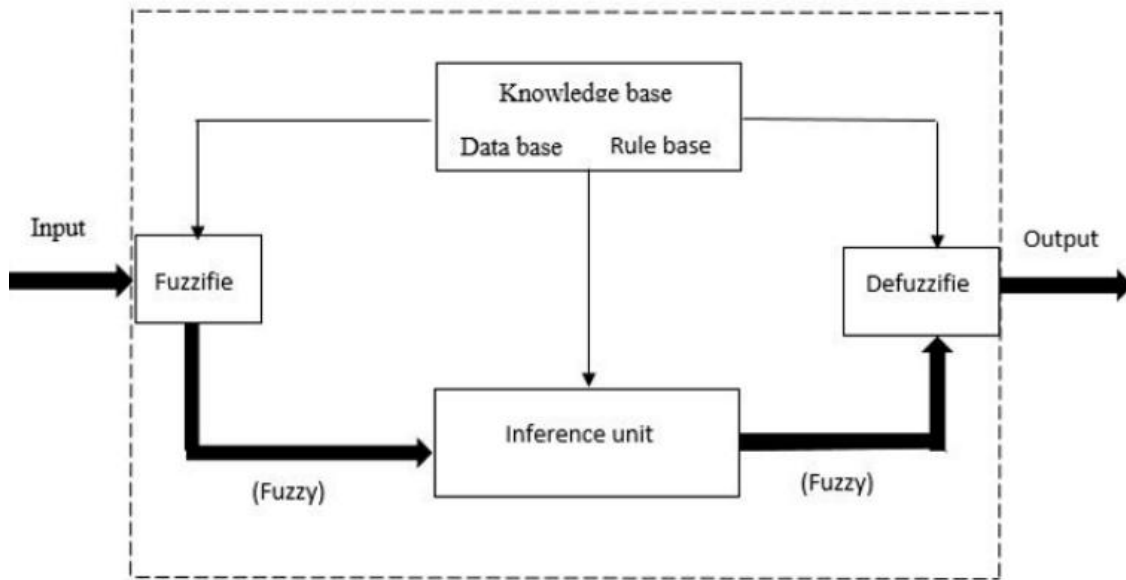 Knowledge base
Data base Rule base
Input
Fuzzifie
Defuzzifie
Output
Inference unit
(Fuzzy)
(Fuzzy)